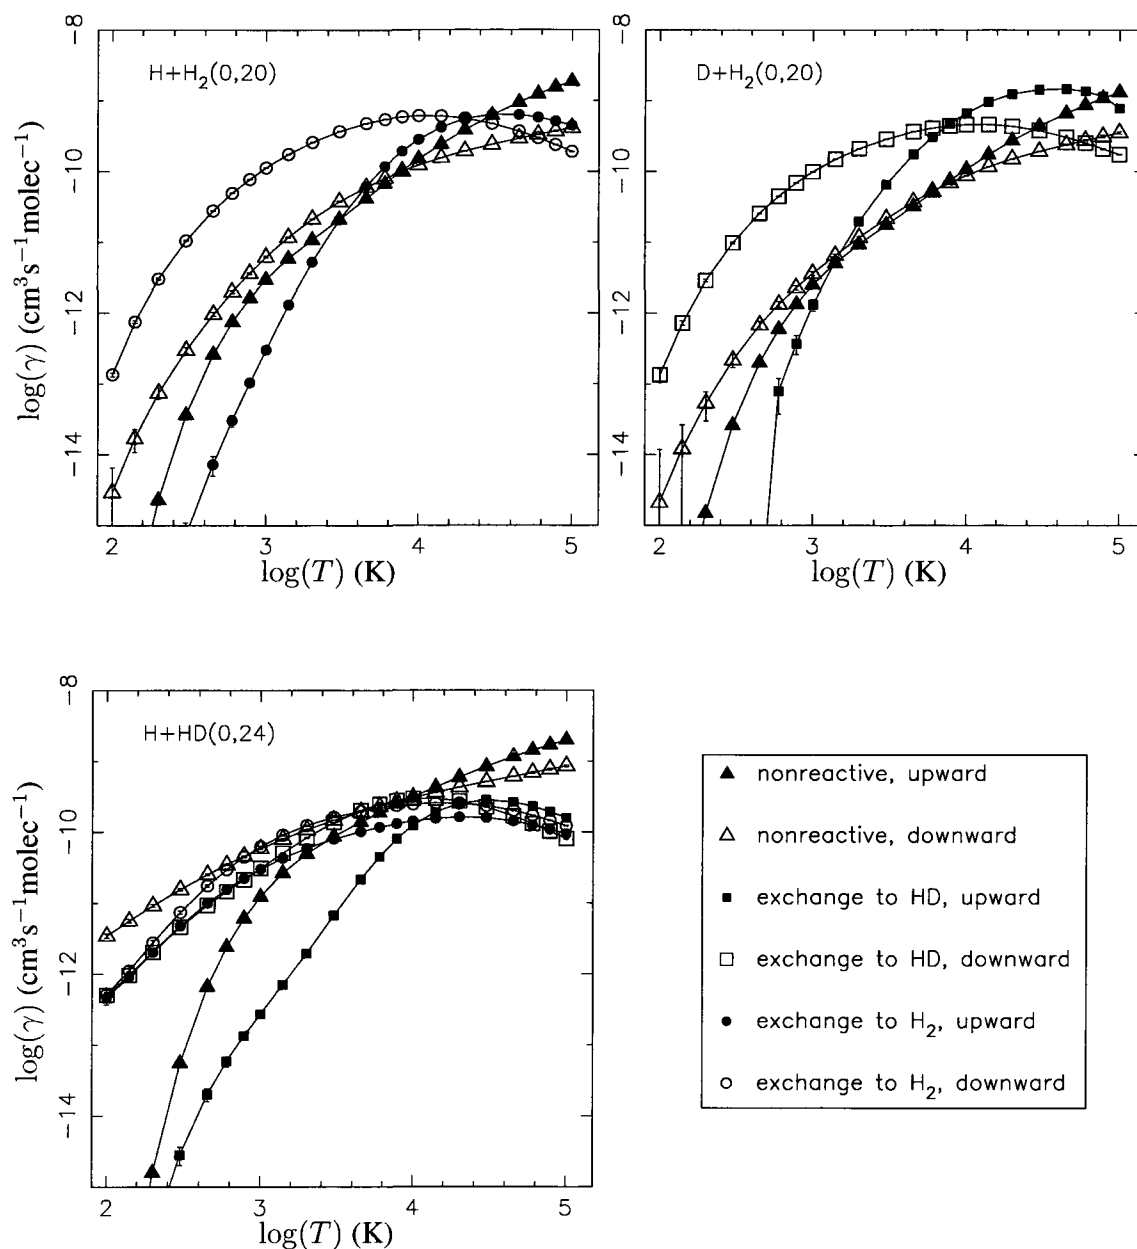 H+H₂(0,20)
log(γ) (cm³s⁻¹molec⁻¹)
-8
-10
-12
-14
2 3 4 5
log(T) (K)
D+H₂(0,20)
-8
-10
-12
-14
2 3 4 5
log(T) (K)
H+HD(0,24)
log(γ) (cm³s⁻¹molec⁻¹)
-8
-10
-12
-14
2 3 4 5
log(T) (K)
nonreactive, upward
nonreactive, downward
exchange to HD, upward
exchange to HD, downward
exchange to H₂, upward
exchange to H₂, downward